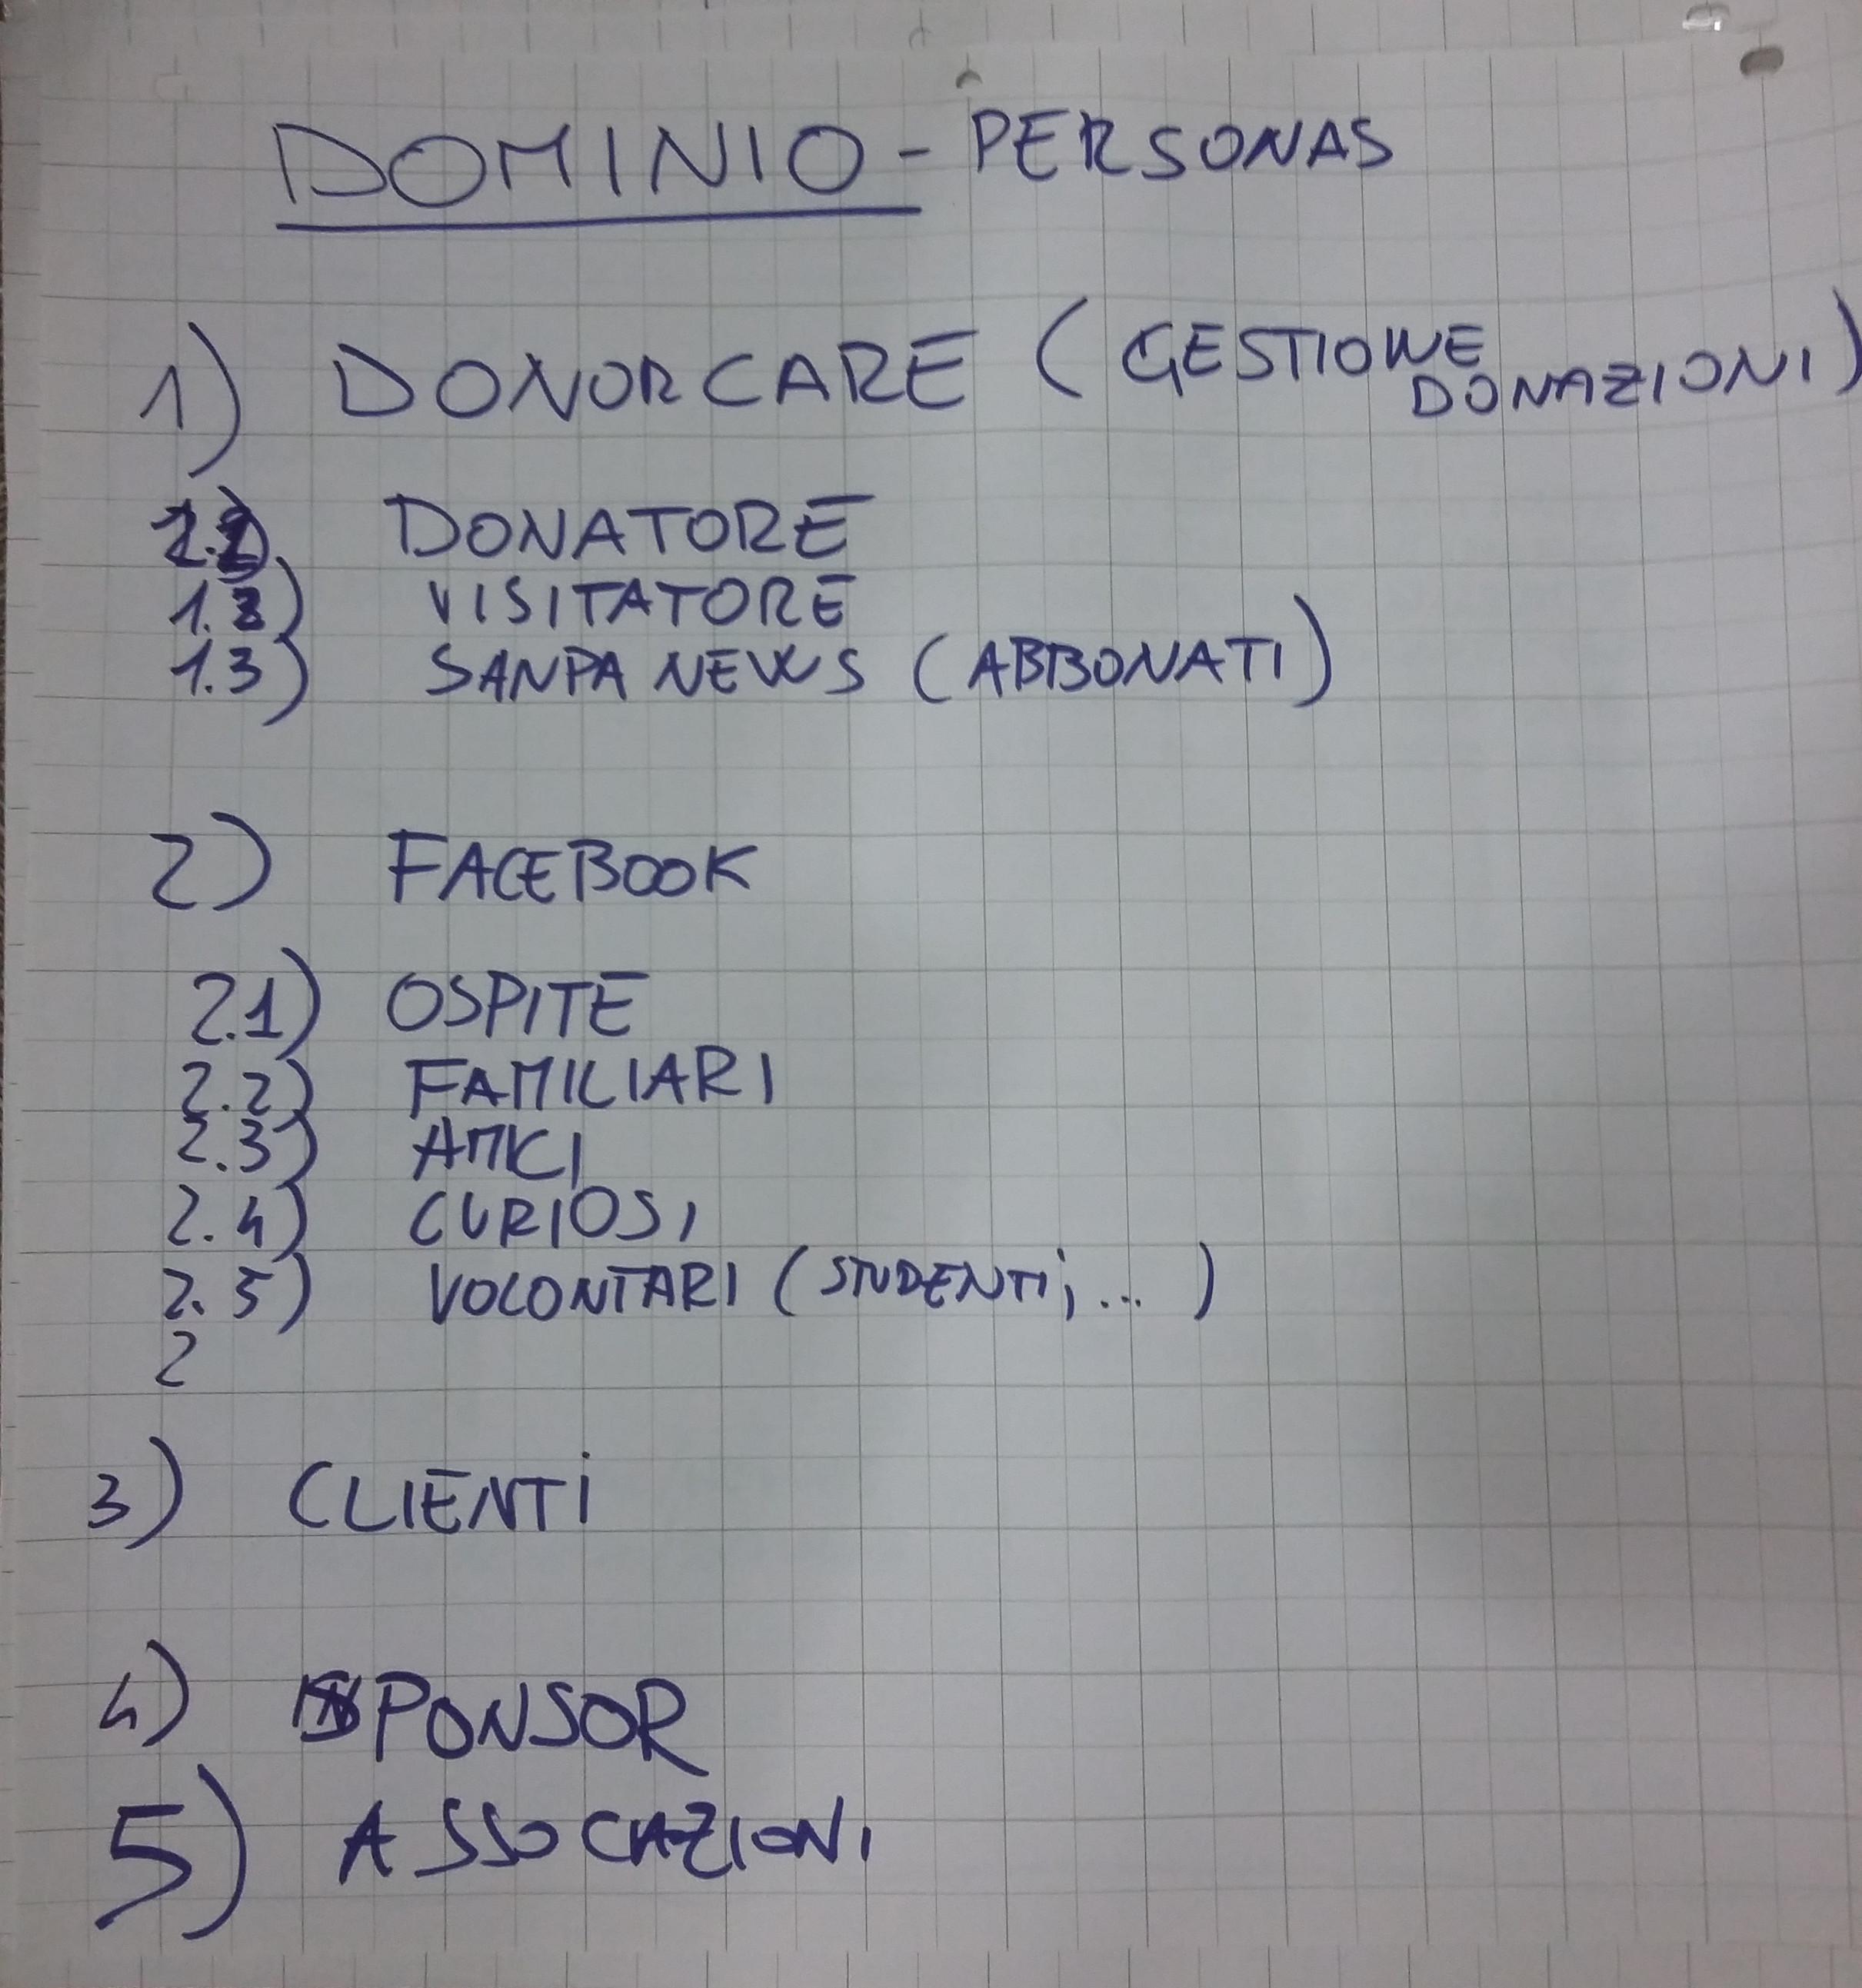 DOMINIO - PERSONAS
1) DONORCARE (GESTIONE DONAZIONI)
DONATORE
1.2) VISITATORE
1.3) SANPA NEWS (ABBONATI)
2) FACEBOOK
2.1) OSPITE
2.2) FAMILIARI
2.3) AMICI
2.4) CURIOSI
2.5) VOLONTARI (STUDENTI, ...)
2
3) CLIENTI
4) SPONSOR
5) ASSOCIAZIONI